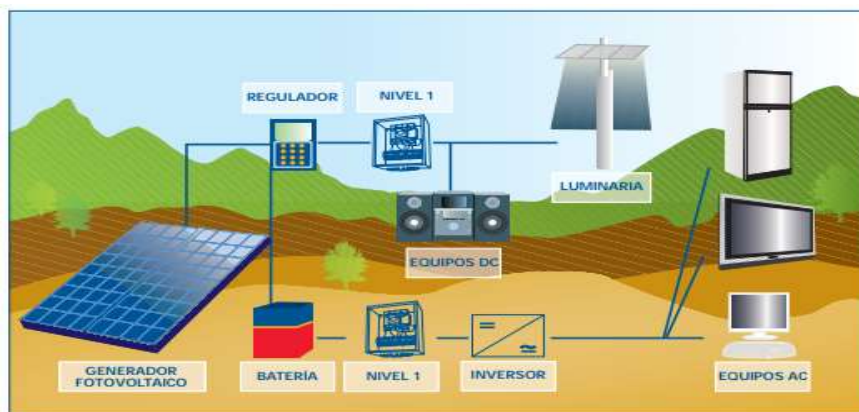 REGULADOR
NIVEL 1
LUMINARIA
EQUIPOS DC
GENERADOR
FOTOVOLTAICO
BATERÍA
NIVEL 1
INVERSOR
EQUIPOS AC